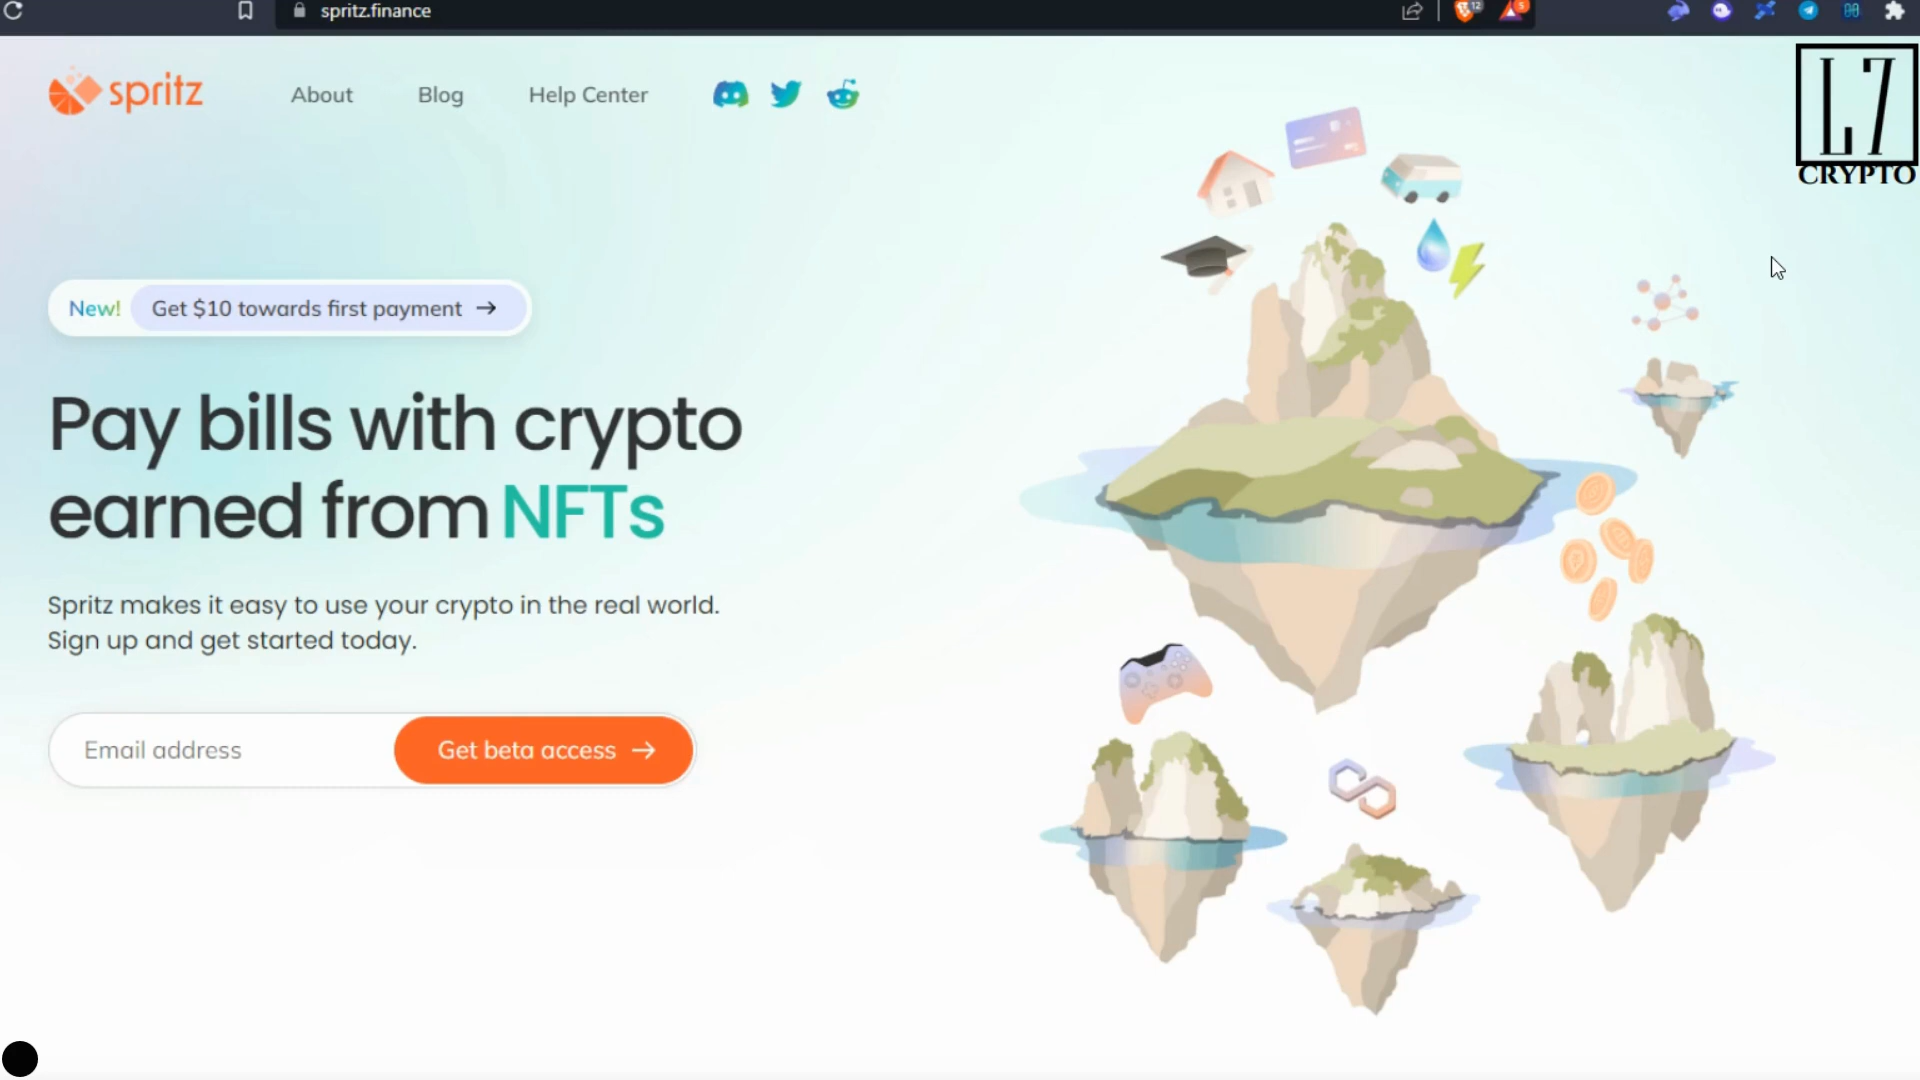 spritz.finance
12
5
spritz
About
Blog
Help Center
L7
CRYPTO
New! Get $10 towards first payment →
Pay bills with crypto
earned from NFTs
Spritz makes it easy to use your crypto in the real world.
Sign up and get started today.
Email address
Get beta access →